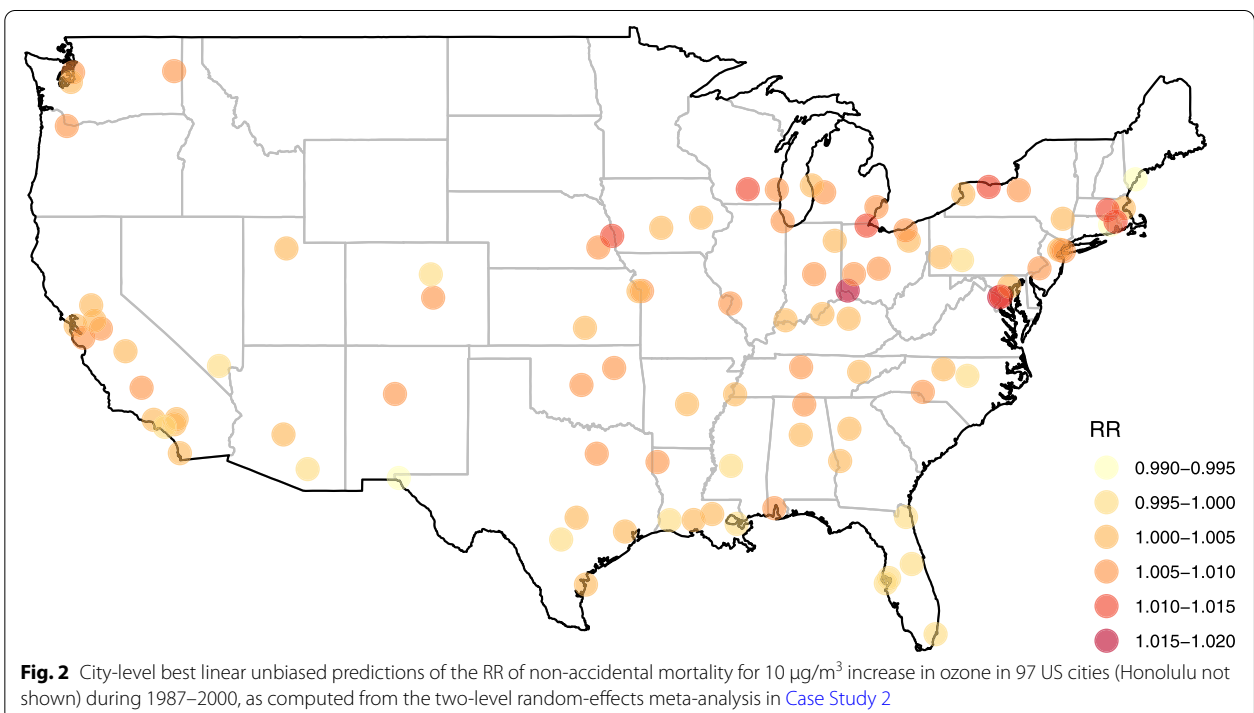 RR
0.990–0.995
0.995–1.000
1.000–1.005
1.005–1.010
1.010–1.015
1.015–1.020
Fig. 2 City-level best linear unbiased predictions of the RR of non-accidental mortality for 10 μg/m³ increase in ozone in 97 US cities (Honolulu not
shown) during 1987–2000, as computed from the two-level random-effects meta-analysis in Case Study 2